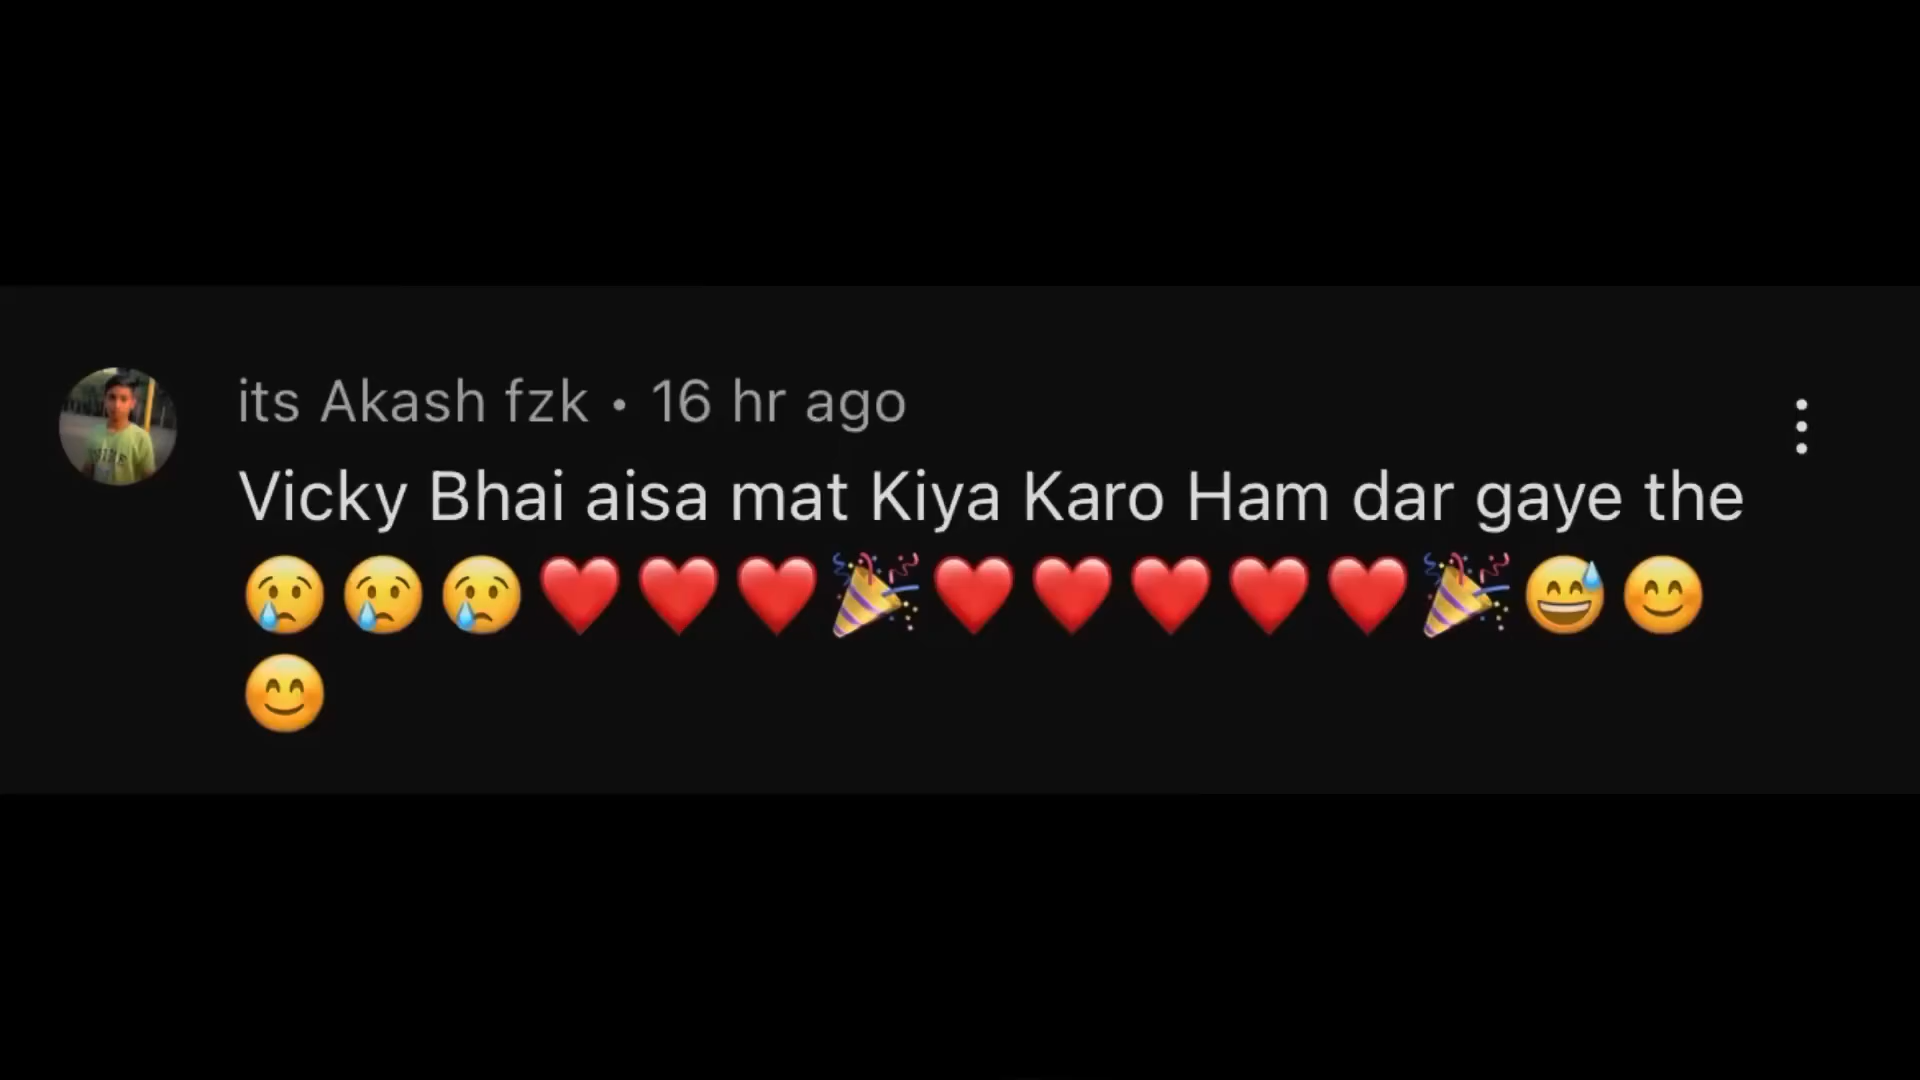 its Akash fzk • 16 hr ago
Vicky Bhai aisa mat Kiya Karo Ham dar gaye the
😢😢😢❤️❤️❤️🎉❤️❤️❤️❤️❤️🎉😅😊
😊